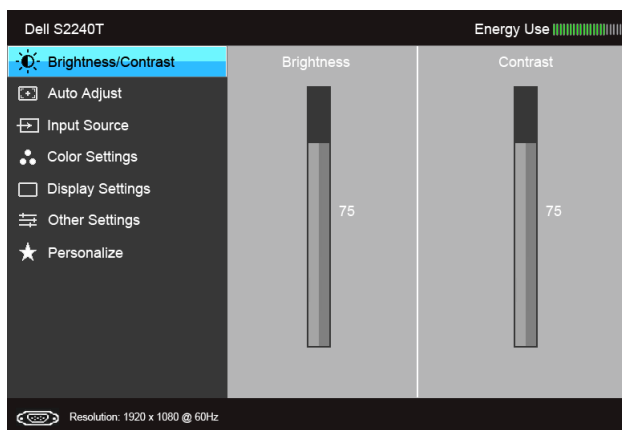 Dell S2240T
Energy Use
Brightness/Contrast
Brightness
Contrast
Auto Adjust
Input Source
Color Settings
Display Settings
75
75
Other Settings
Personalize
Resolution: 1920 x 1080 @ 60Hz